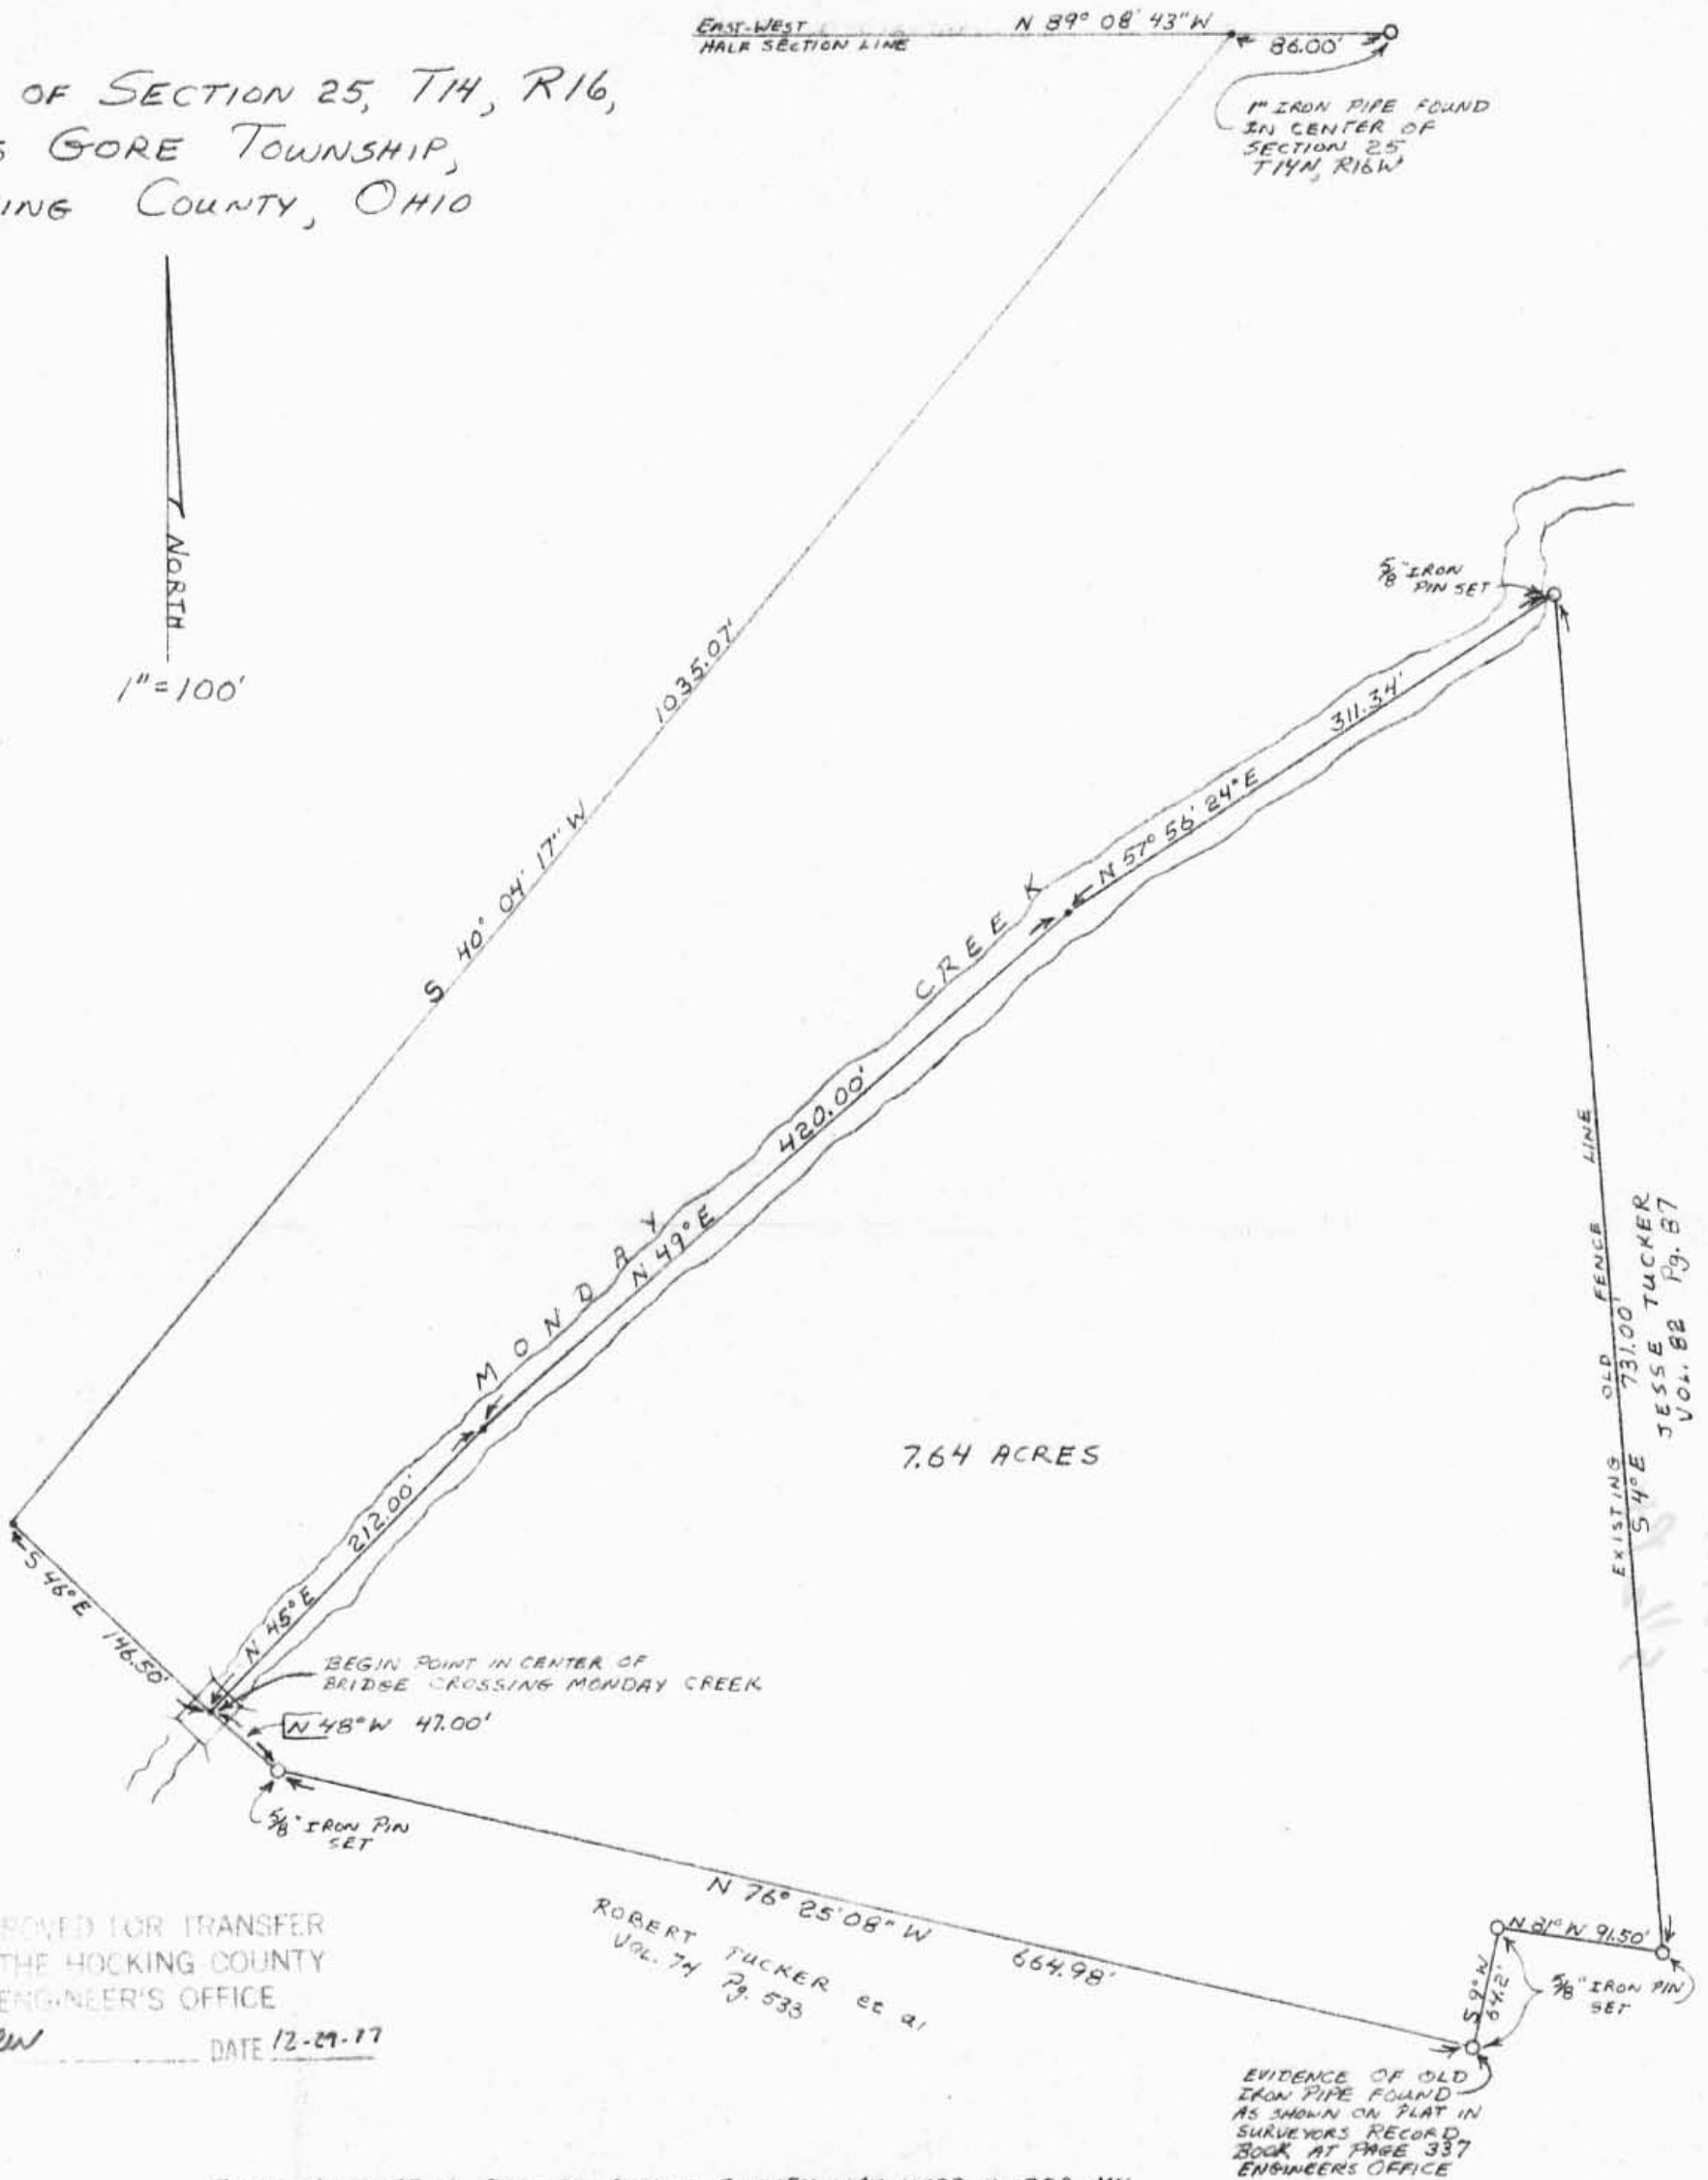 EAST-WEST
HALF SECTION LINE
N 89° 08' 43" W
86.00'
1" IRON PIPE FOUND
IN CENTER OF
SECTION 25
T14N, R16W
OF SECTION 25, T14, R16,
GORE TOWNSHIP,
ING COUNTY, OHIO
NORTH
1"=100'
5/8" IRON
PIN SET
1035.07'
S 40° 04' 17" W
311.34'
N 57° 56' 24" E
MONDAY CREEK
420.00'
N 49° E
EXISTING OLD FENCE LINE
S 4° E 731.00'
JESSE TUCKER
VOL. 82 Pg. 87
7.64 ACRES
212.00'
N 45° E
S 46° E 146.50'
BEGIN POINT IN CENTER OF
BRIDGE CROSSING MONDAY CREEK
N 48° W 47.00'
5/8" IRON PIN
SET
N 76° 25' 08" W 664.98'
ROBERT TUCKER et al
VOL. 74 Pg. 533
N 81° W 91.50'
S 9° W
64.2'
5/8" IRON PIN
SET
EVIDENCE OF OLD
IRON PIPE FOUND
AS SHOWN ON PLAT IN
SURVEYORS RECORD
BOOK AT PAGE 337
ENGINEERS OFFICE
ROVED FOR TRANSFER
THE HOCKING COUNTY
ENGINEER'S OFFICE
DATE 12-29-77